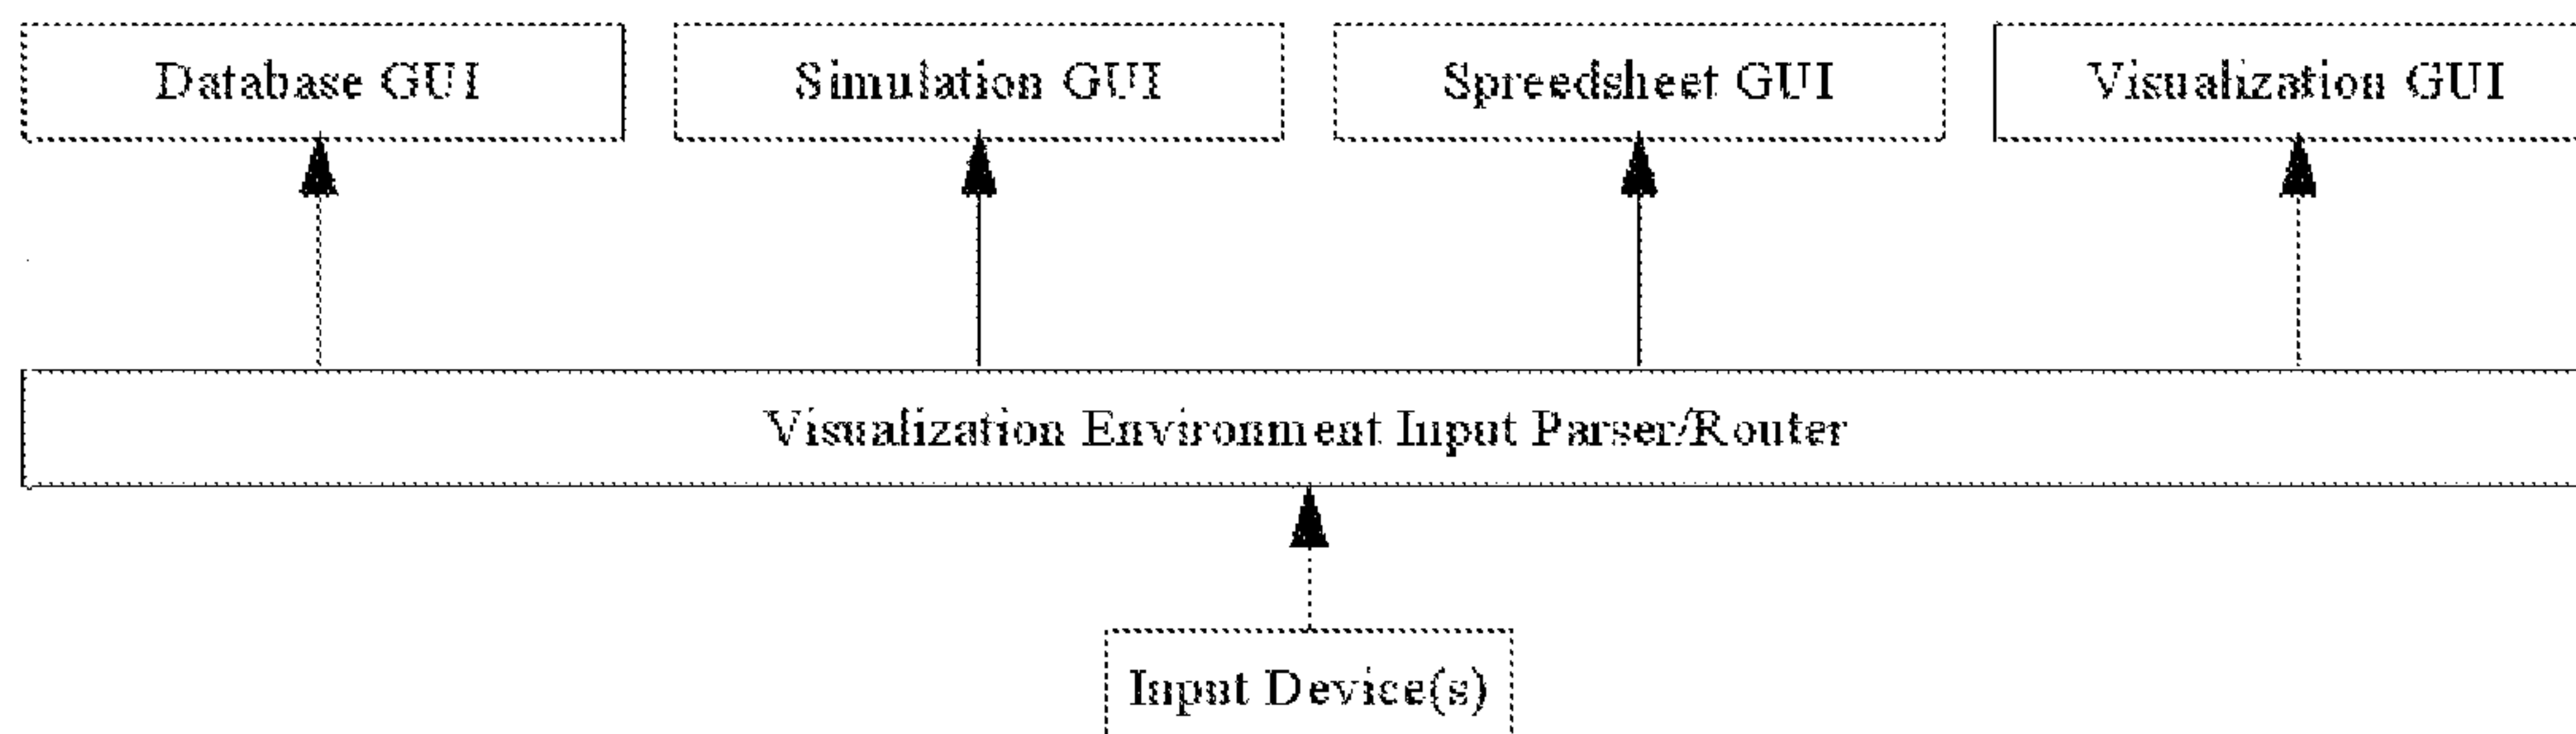 Database GUI
Simulation GUI
Spreedsheet GUI
Visualization GUI
Visualization Environment Input Parser/Router
Input Device(s)